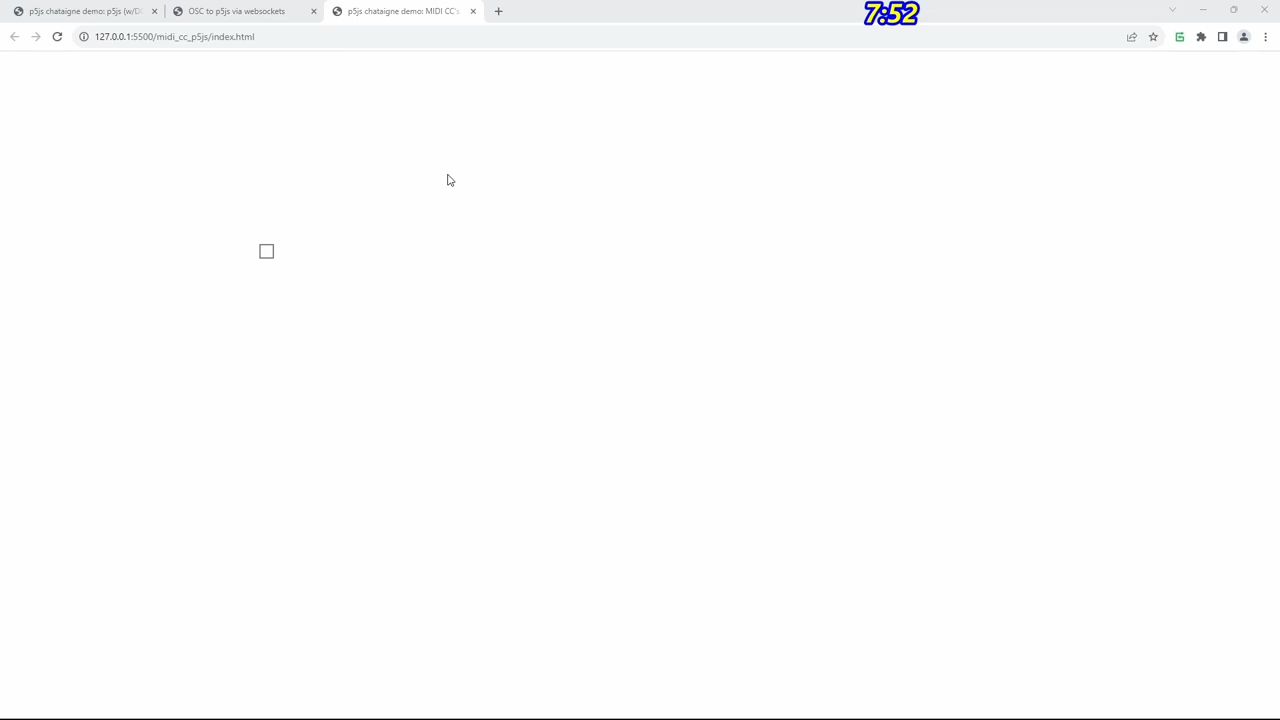 7:52
p5js chataigne demo: p5js (w/D
OSC to p5js via websockets
p5js chataigne demo: MIDI CC's
127.0.0.1:5500/midi_cc_p5js/index.html